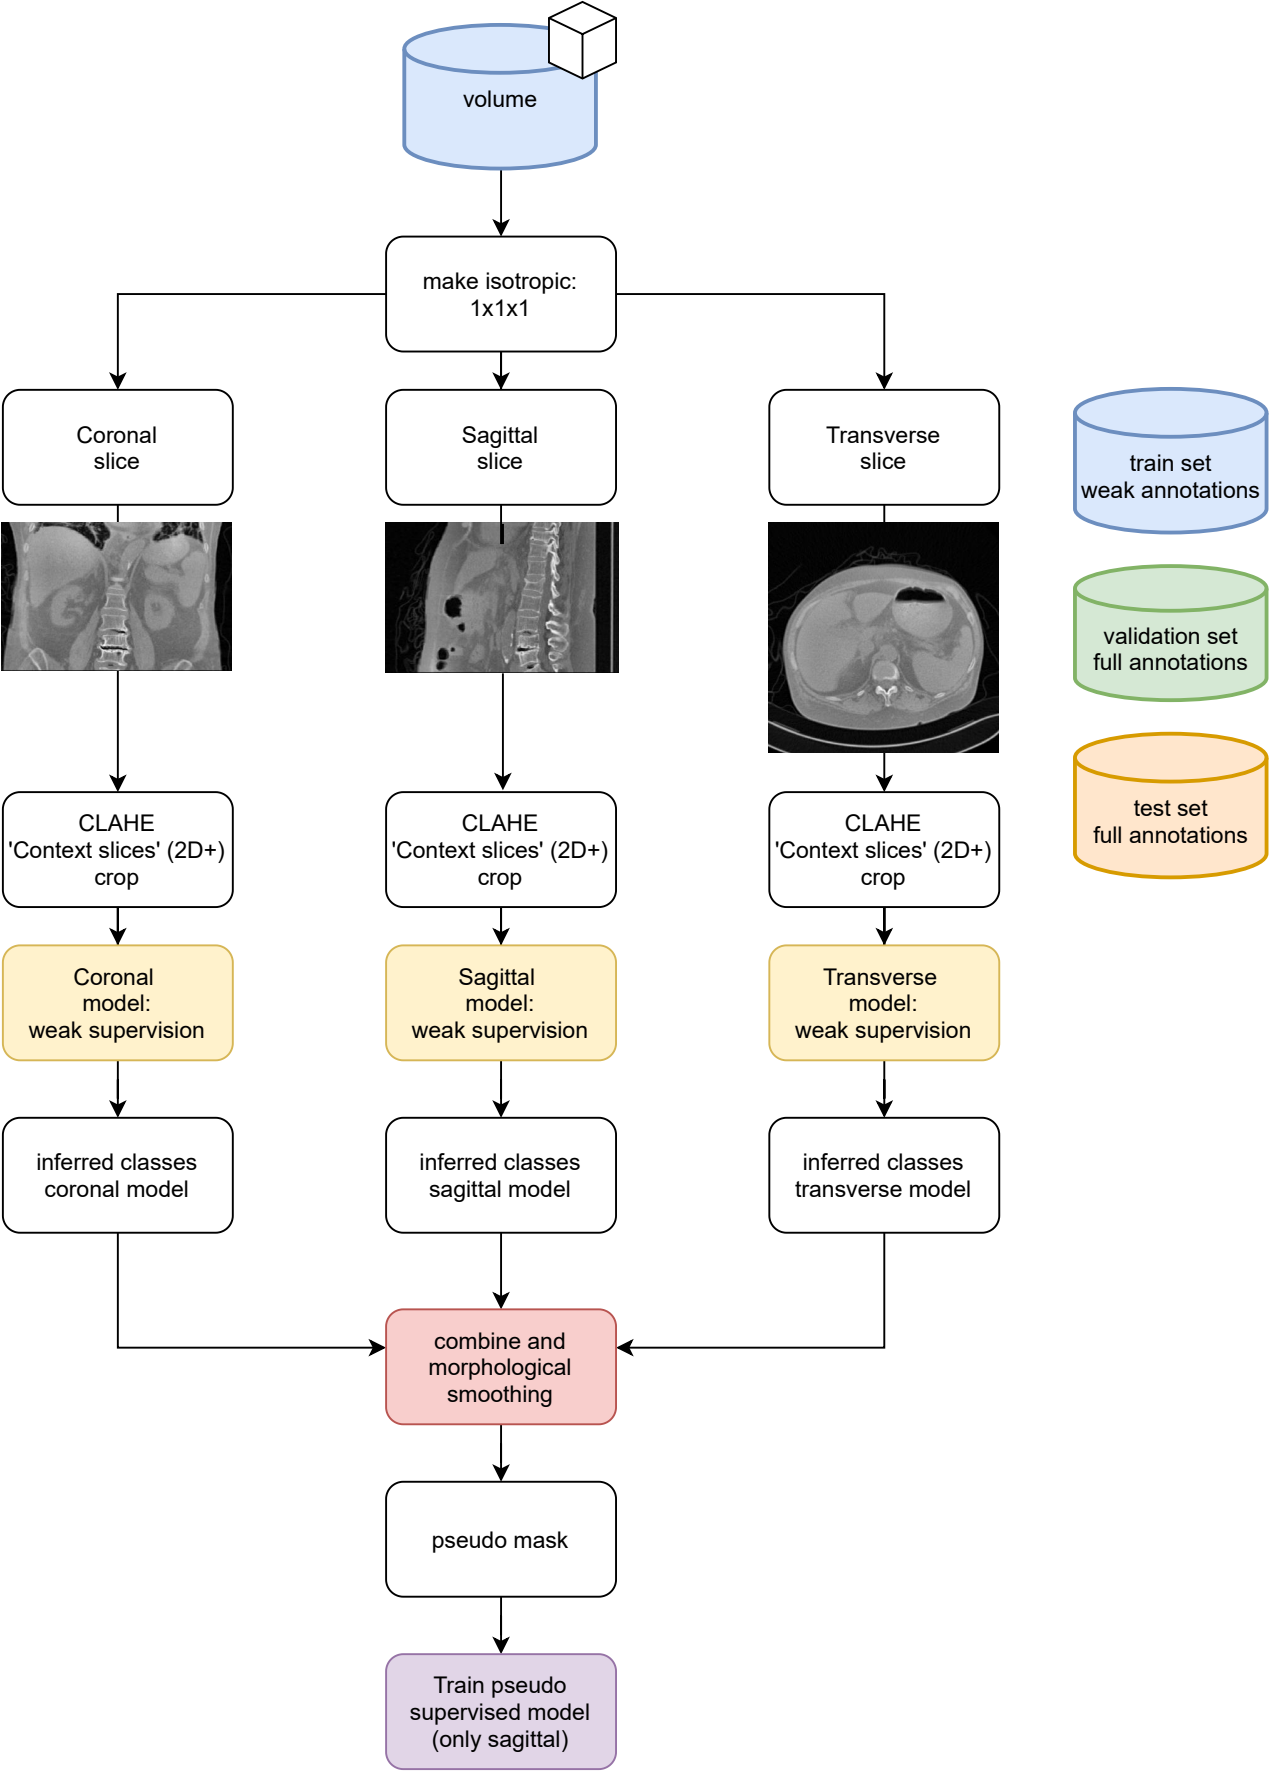 volume
make isotropic:
1x1x1
Coronal
slice
Sagittal
slice
Transverse
slice
train set
weak annotations
validation set
full annotations
test set
full annotations
CLAHE
'Context slices' (2D+)
crop
CLAHE
'Context slices' (2D+)
crop
CLAHE
'Context slices' (2D+)
crop
Coronal
model:
weak supervision
Sagittal
model:
weak supervision
Transverse
model:
weak supervision
inferred classes
coronal model
inferred classes
sagittal model
inferred classes
transverse model
combine and
morphological
smoothing
pseudo mask
Train pseudo
supervised model
(only sagittal)